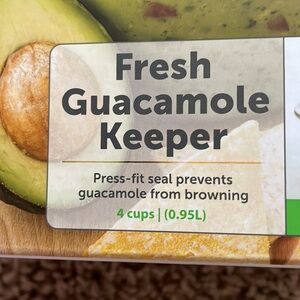 Fresh
Guacamole
Keeper
Press-fit seal prevents
guacamole from browning
4 cups | (0.95L)